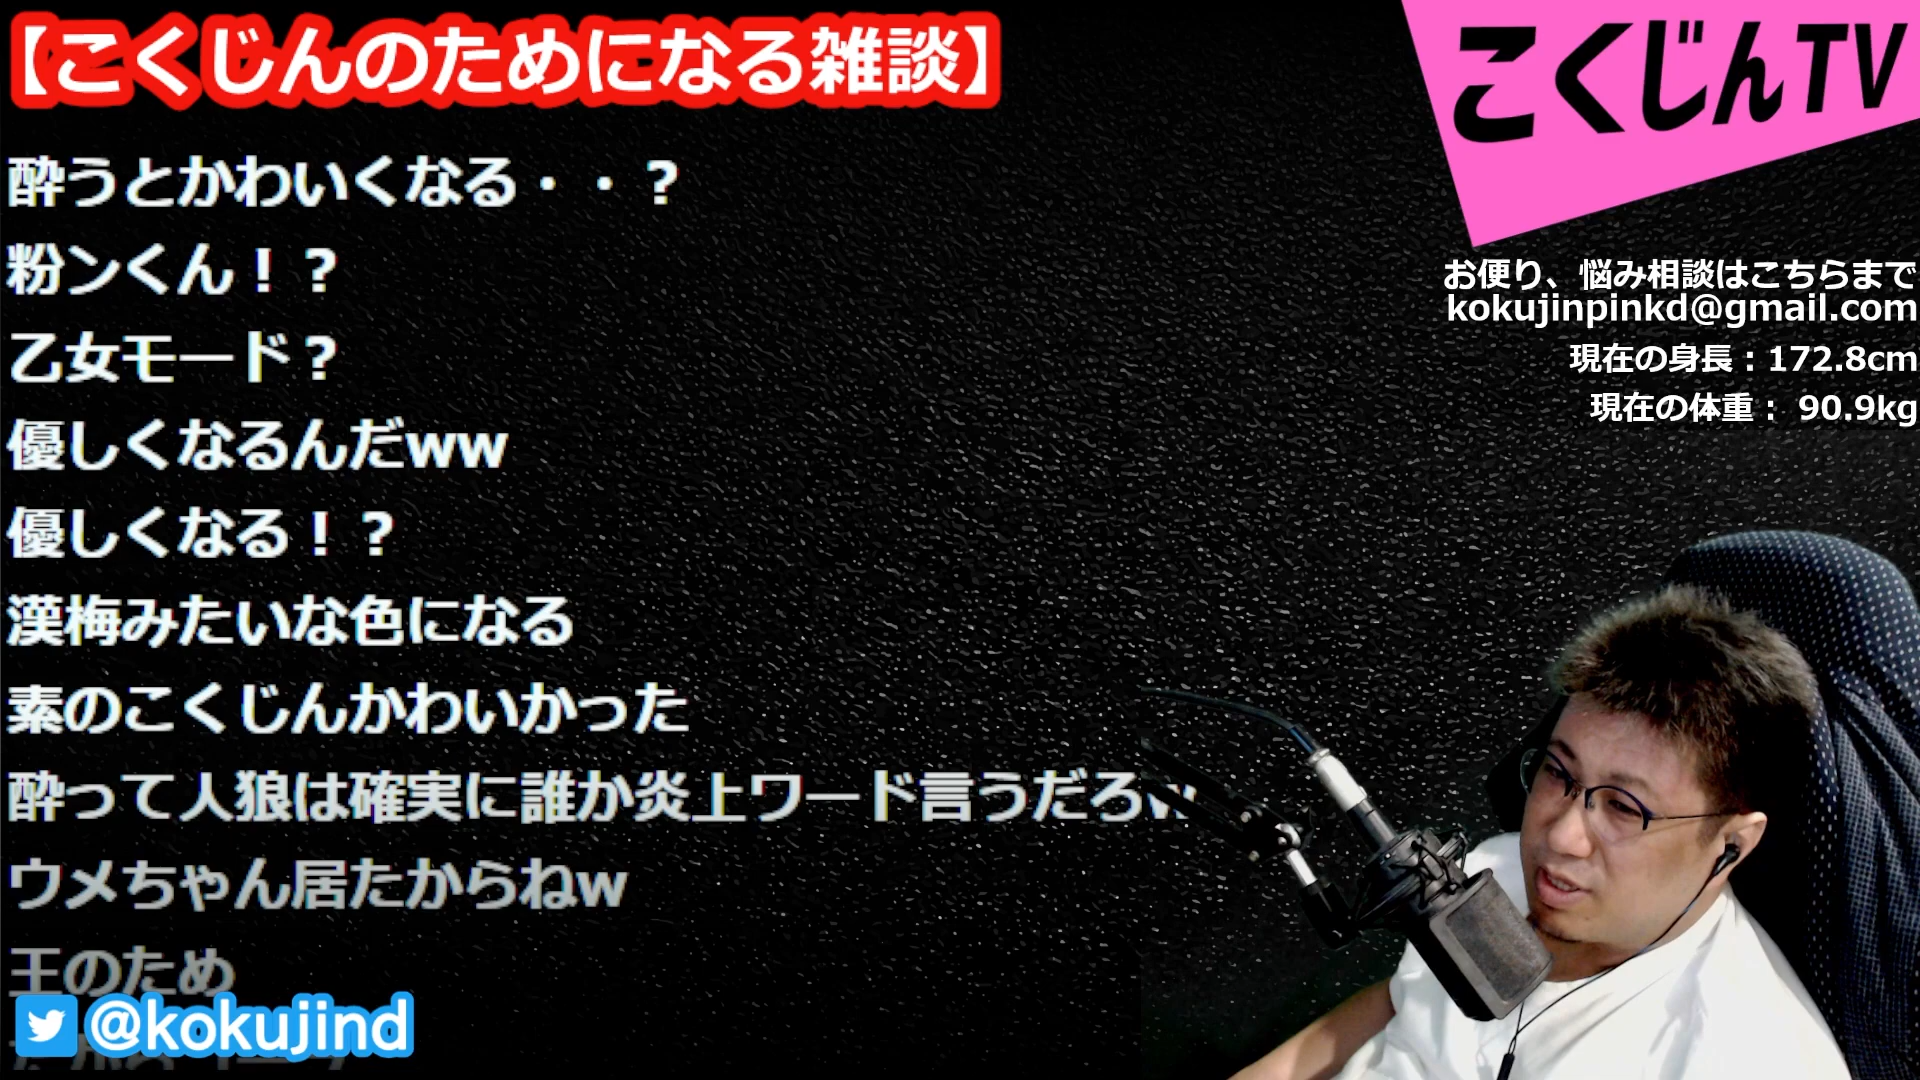 【こくじんのためになる雑談】
こくじんTV
お便り、悩み相談はこちらまで
kokujinpinkd@gmail.com
現在の身長：172.8cm
現在の体重： 90.9kg
酔うとかわいくなる・・？
粉ンくん！？
乙女モード？
優しくなるんだww
優しくなる！？
漢梅みたいな色になる
素のこくじんかわいかった
酔って人狼は確実に誰か炎上ワード言うだろw
ウメちゃん居たからねw
王のため
@kokujind